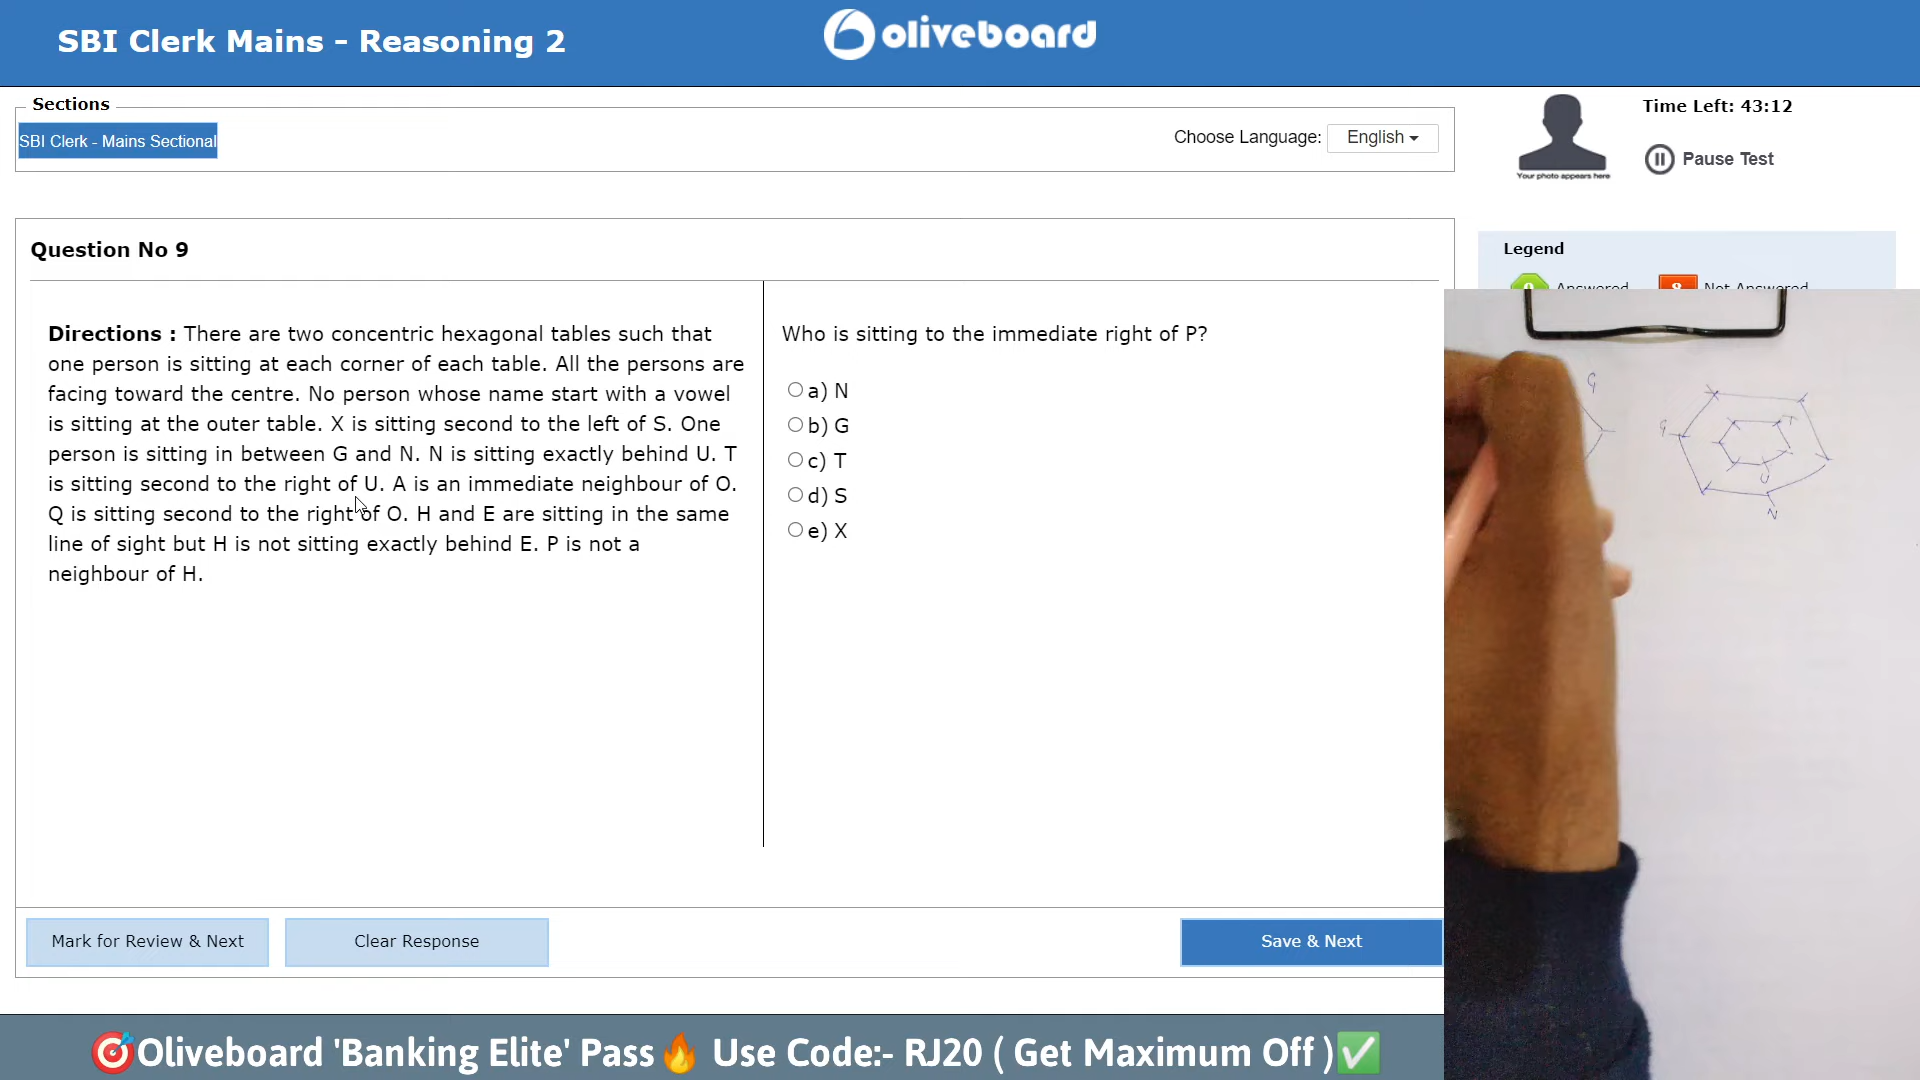 SBI Clerk Mains - Reasoning 2
oliveboard
Sections
SBI Clerk - Mains Sectional
Choose Language:
English
Your photo appears here
Time Left: 43:12
Pause Test
Question No 9
Legend
Answered
Not Answered
Directions : There are two concentric hexagonal tables such that
one person is sitting at each corner of each table. All the persons are
facing toward the centre. No person whose name start with a vowel
is sitting at the outer table. X is sitting second to the left of S. One
person is sitting in between G and N. N is sitting exactly behind U. T
is sitting second to the right of U. A is an immediate neighbour of O.
Q is sitting second to the right of O. H and E are sitting in the same
line of sight but H is not sitting exactly behind E. P is not a
neighbour of H.
Who is sitting to the immediate right of P?
a) N
b) G
c) T
d) S
e) X
G
G
T
U
N
Mark for Review & Next
Clear Response
Save & Next
🎯Oliveboard 'Banking Elite' Pass🔥 Use Code:- RJ20 ( Get Maximum Off )✅